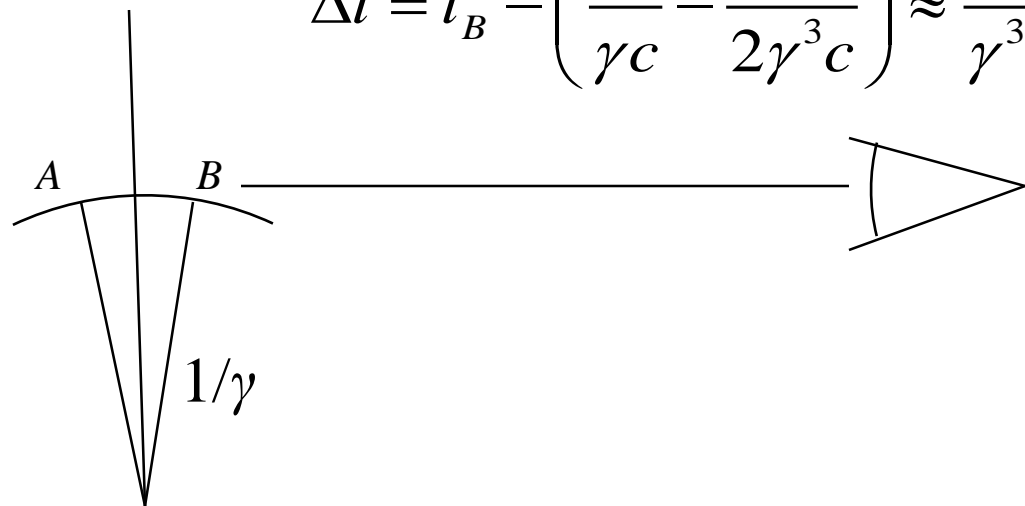 Δt = t_B − ( / γc − / 2γ³c ) ≈ / γ³
A B
1/γ